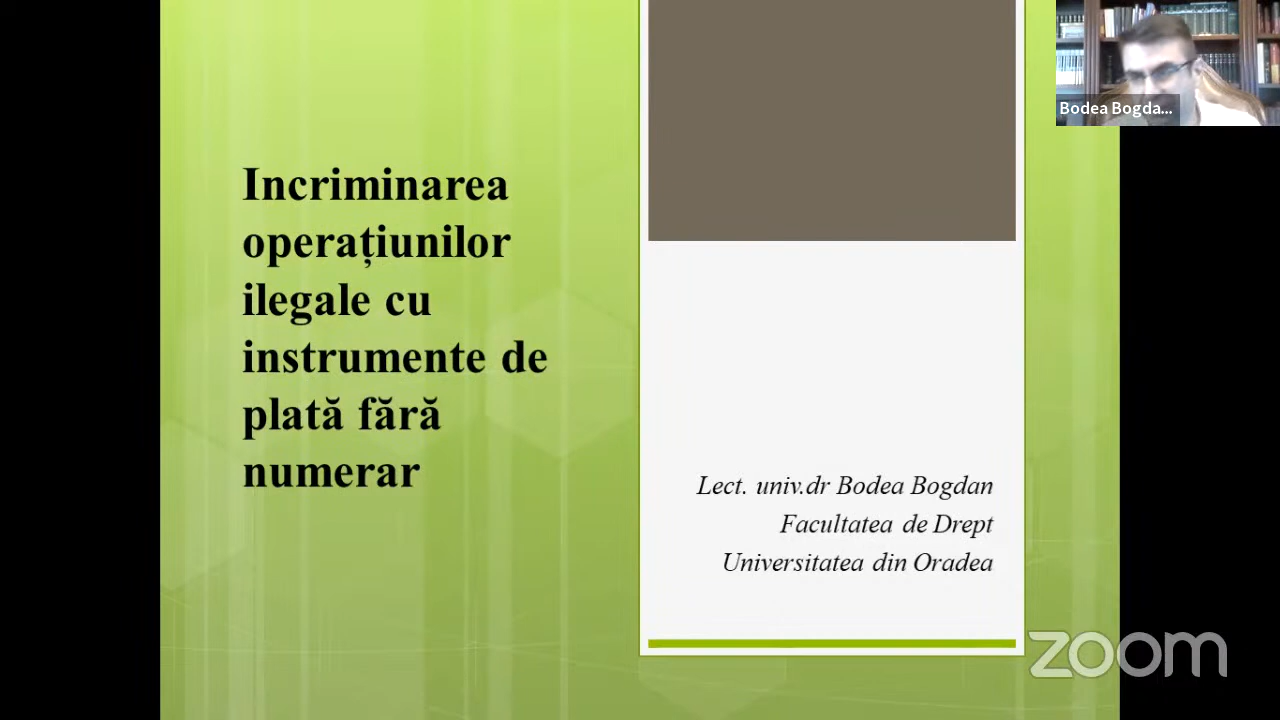 Bodea Bogda...
Incriminarea
operațiunilor
ilegale cu
instrumente de
plată fără
numerar
Lect. univ.dr Bodea Bogdan
Facultatea de Drept
Universitatea din Oradea
zoom